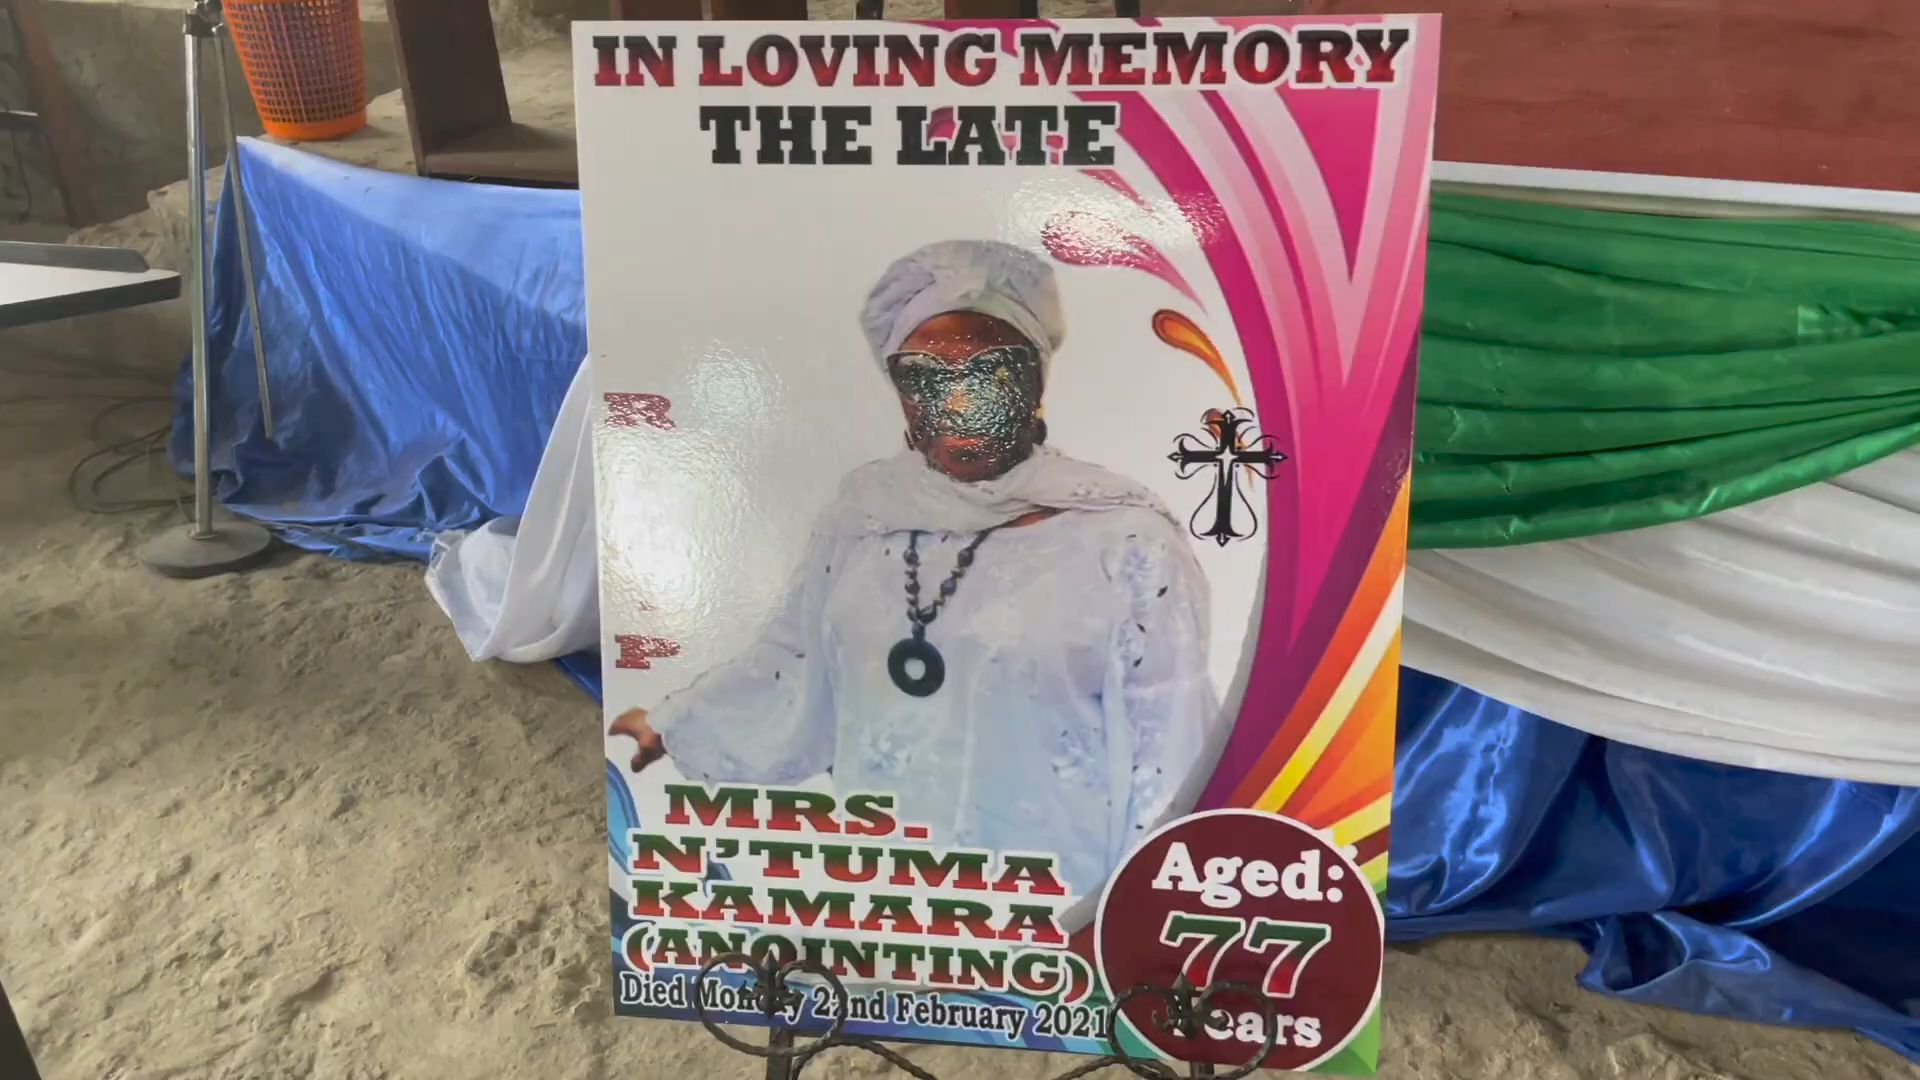 IN LOVING MEMORY
THE LATE
R
I
P
MRS.
N'TUMA
KAMARA
(ANOINTING)
Died Monday 22nd February 2021
Aged:
77
Years